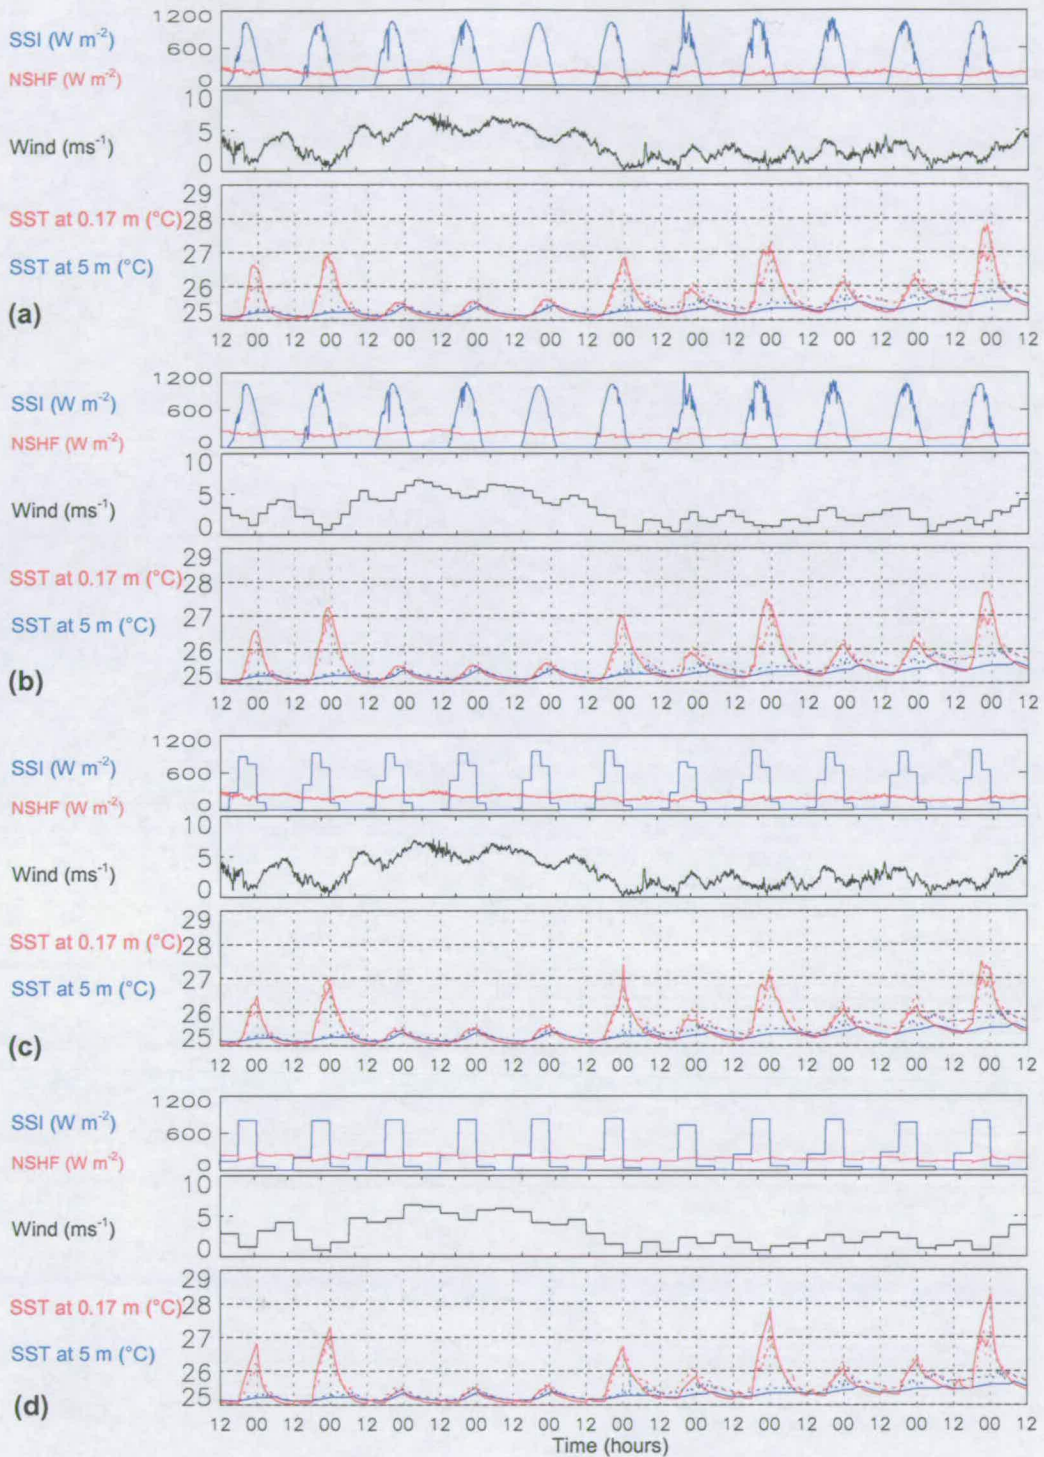 1200
SSI (W m-2)
600
NSHF (W m-2)
0
10
Wind (ms-1)
5
0
29
SST at 0.17 m (°C)
28
27
SST at 5 m (°C)
26
(a)
25
12 00 12 00 12 00 12 00 12 00 12 00 12 00 12 00 12 00 12 00 12 00 12
1200
SSI (W m-2)
600
NSHF (W m-2)
0
10
Wind (ms-1)
5
0
29
SST at 0.17 m (°C)
28
27
SST at 5 m (°C)
26
(b)
25
12 00 12 00 12 00 12 00 12 00 12 00 12 00 12 00 12 00 12 00 12 00 12
1200
SSI (W m-2)
600
NSHF (W m-2)
0
10
Wind (ms-1)
5
0
29
SST at 0.17 m (°C)
28
27
SST at 5 m (°C)
26
(c)
25
12 00 12 00 12 00 12 00 12 00 12 00 12 00 12 00 12 00 12 00 12 00 12
1200
SSI (W m-2)
600
NSHF (W m-2)
0
10
Wind (ms-1)
5
0
29
SST at 0.17 m (°C)
28
27
SST at 5 m (°C)
26
(d)
25
12 00 12 00 12 00 12 00 12 00 12 00 12 00 12 00 12 00 12 00 12 00 12
Time (hours)